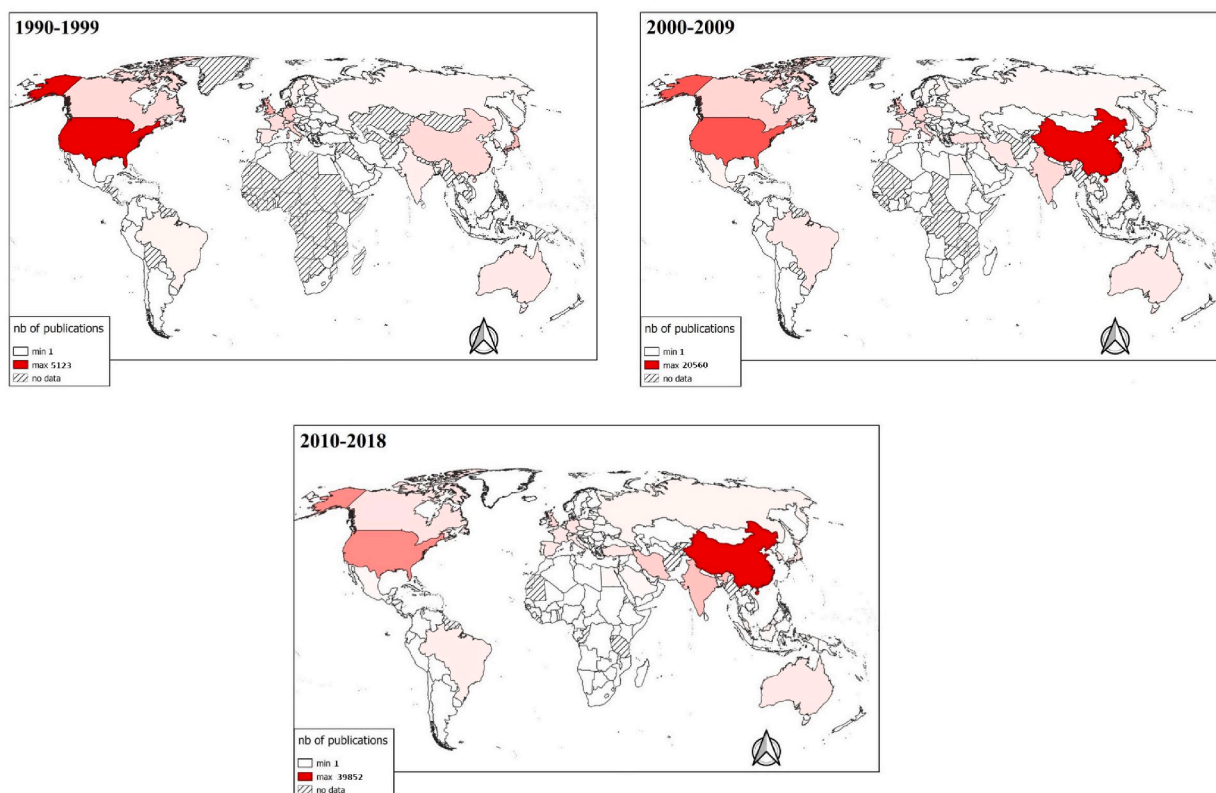 1990-1999
nb of publications
min 1
max 5123
no data
2000-2009
nb of publications
min 1
max 20560
no data
2010-2018
nb of publications
min 1
max 39852
no data